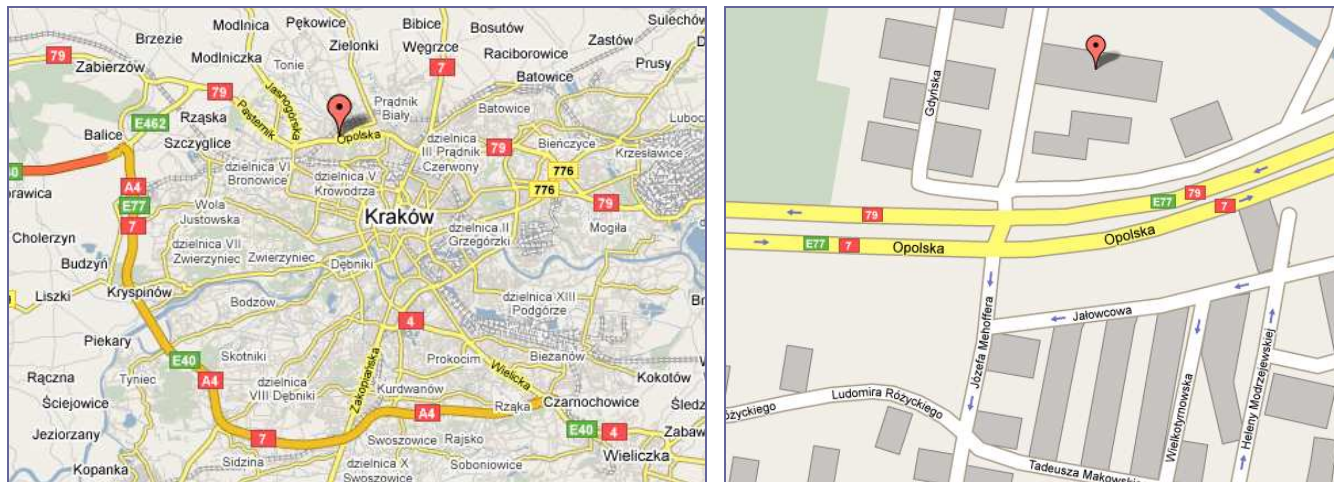 Pękowice
Modlnica
Bibice
Bosutów
Sulechów
Brzezie
Zielonki
Węgrzce
Zastów
Modlniczka
Raciborowice
79
Tonie
7
Prusy
Zabierzów
Batowice
79
Jasnogórska
Prądnik
Biały
Batowice
Rząska
Pasternik
E462
Opolska
dzielnica
III Prądnik
Czerwony
79
Bieńczyce
Balice
Szczyglice
Krzesławice
dzielnica VI
Bronowice
dzielnica V
Krowodrza
776
A4
776
E77
Wola
Justowska
Kraków
79
7
dzielnica II
Grzegórzki
Mogiła
Cholerzyn
dzielnica VII
Zwierzyniec
Zwierzyniec
Dębniki
Budzyń
Liszki
Kryspinów
Bodzów
dzielnica XIII
Podgórze
4
Piekary
E40
Skotniki
Prokocim
Bieżanów
Rączna
Tyniec
A4
dzielnica
VIII Dębniki
Zakopiańska
Kurdwanów
Wielicka
Kokotów
Ściejowice
Rżąka
Czarnochowice
A4
Jeziorzany
7
E40
4
Swoszowice
Rajsko
Wieliczka
Sidzina
Kopanka
dzielnica X
Swoszowice
Soboniowice
Gdyńska
79
E77
79
7
E77
7
Opolska
Opolska
Józefa Mehoffera
Jałowcowa
Ludomira Różyckiego
Wielkotyrnowska
Heleny Modrzejewskiej